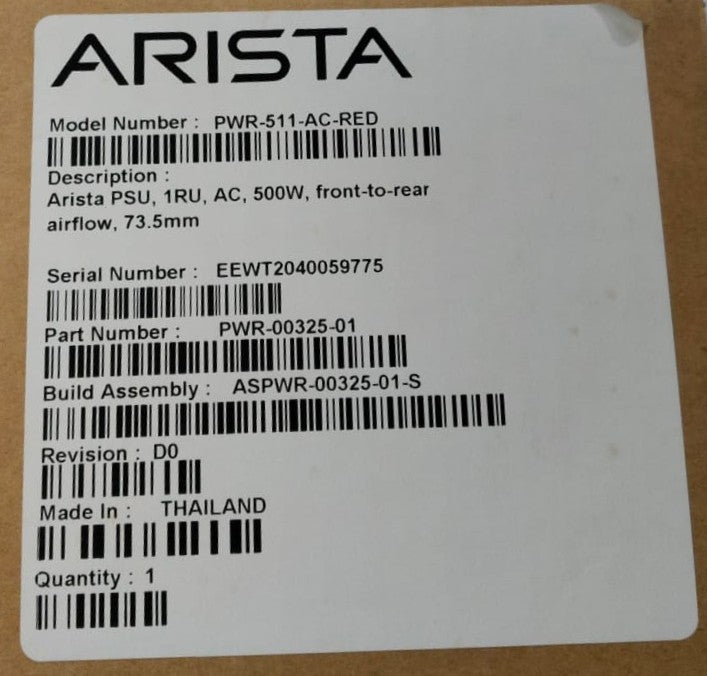 ARISTA
Model Number : PWR-511-AC-RED
Description :
Arista PSU, 1RU, AC, 500W, front-to-rear
airflow, 73.5mm
Serial Number : EEWT2040059775
Part Number : PWR-00325-01
Build Assembly : ASPWR-00325-01-S
Revision : D0
Made In : THAILAND
Quantity : 1